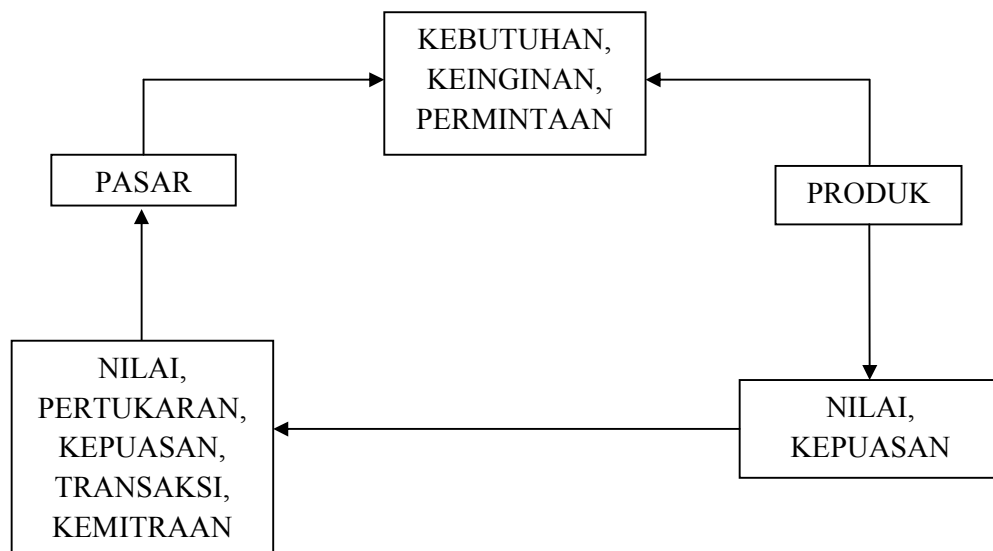 KEBUTUHAN,
KEINGINAN,
PERMINTAAN
PASAR
PRODUK
NILAI,
PERTUKARAN,
KEPUASAN,
TRANSAKSI,
KEMITRAAN
NILAI,
KEPUASAN